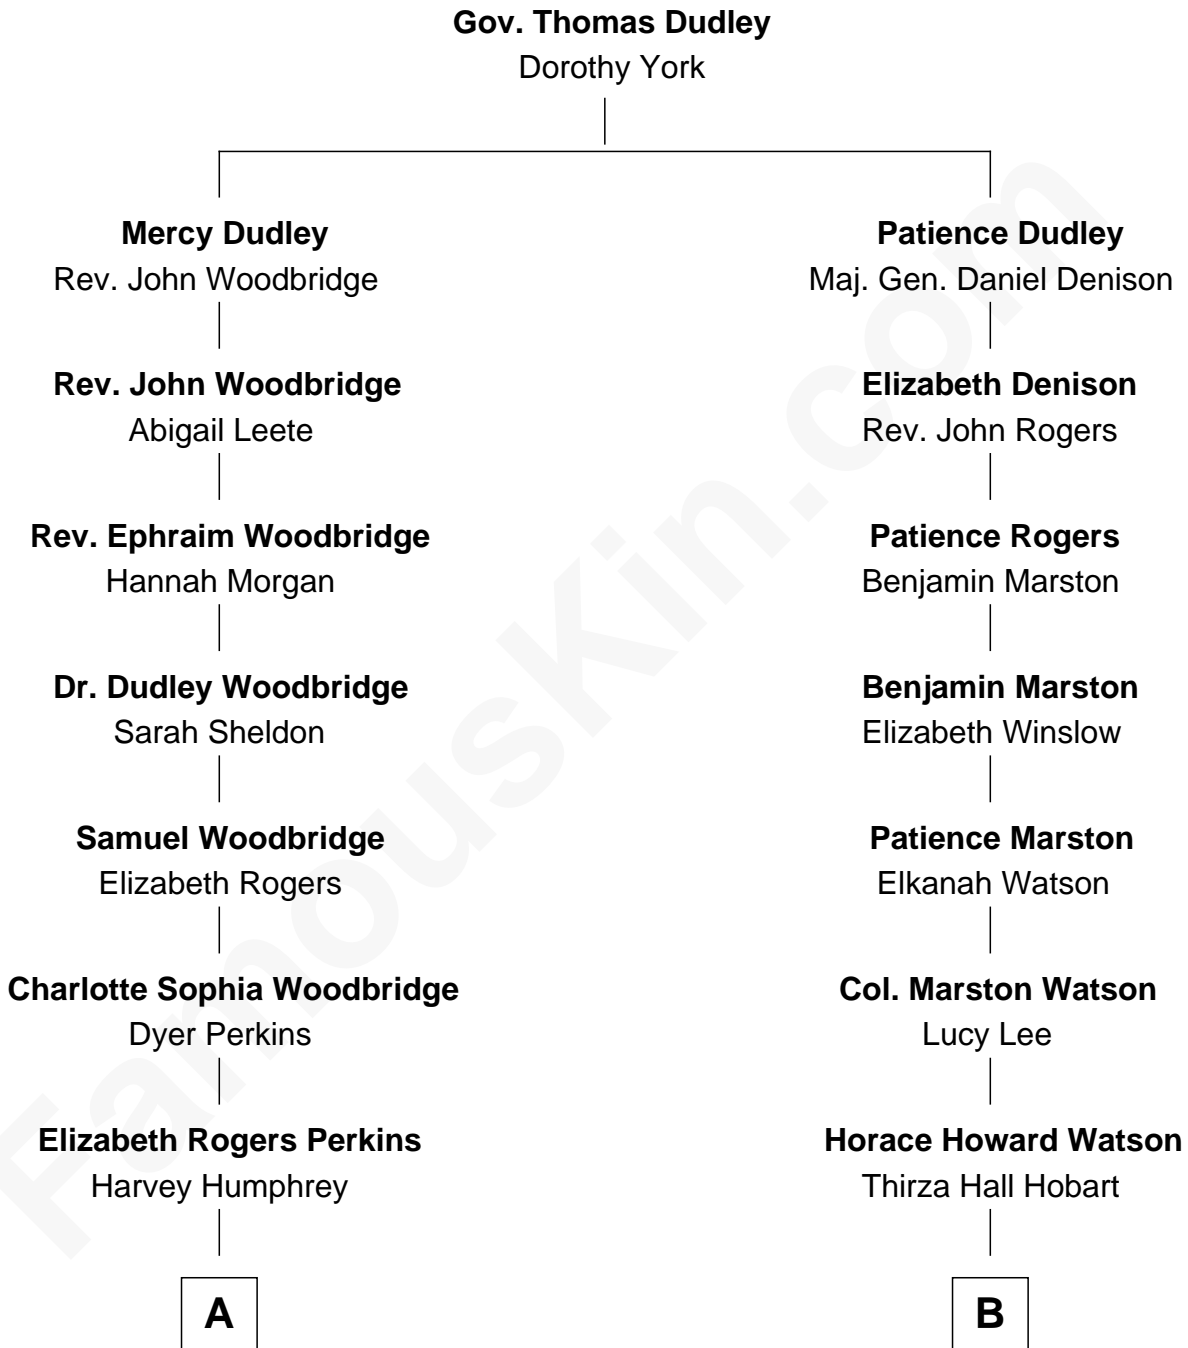 Gov. Thomas Dudley
Dorothy York
Mercy Dudley
Rev. John Woodbridge
Patience Dudley
Maj. Gen. Daniel Denison
Rev. John Woodbridge
Abigail Leete
Elizabeth Denison
Rev. John Rogers
Rev. Ephraim Woodbridge
Hannah Morgan
Patience Rogers
Benjamin Marston
Dr. Dudley Woodbridge
Sarah Sheldon
Benjamin Marston
Elizabeth Winslow
Samuel Woodbridge
Elizabeth Rogers
Patience Marston
Elkanah Watson
Charlotte Sophia Woodbridge
Dyer Perkins
Col. Marston Watson
Lucy Lee
Elizabeth Rogers Perkins
Harvey Humphrey
Horace Howard Watson
Thirza Hall Hobart
A
B
FamousKin.com